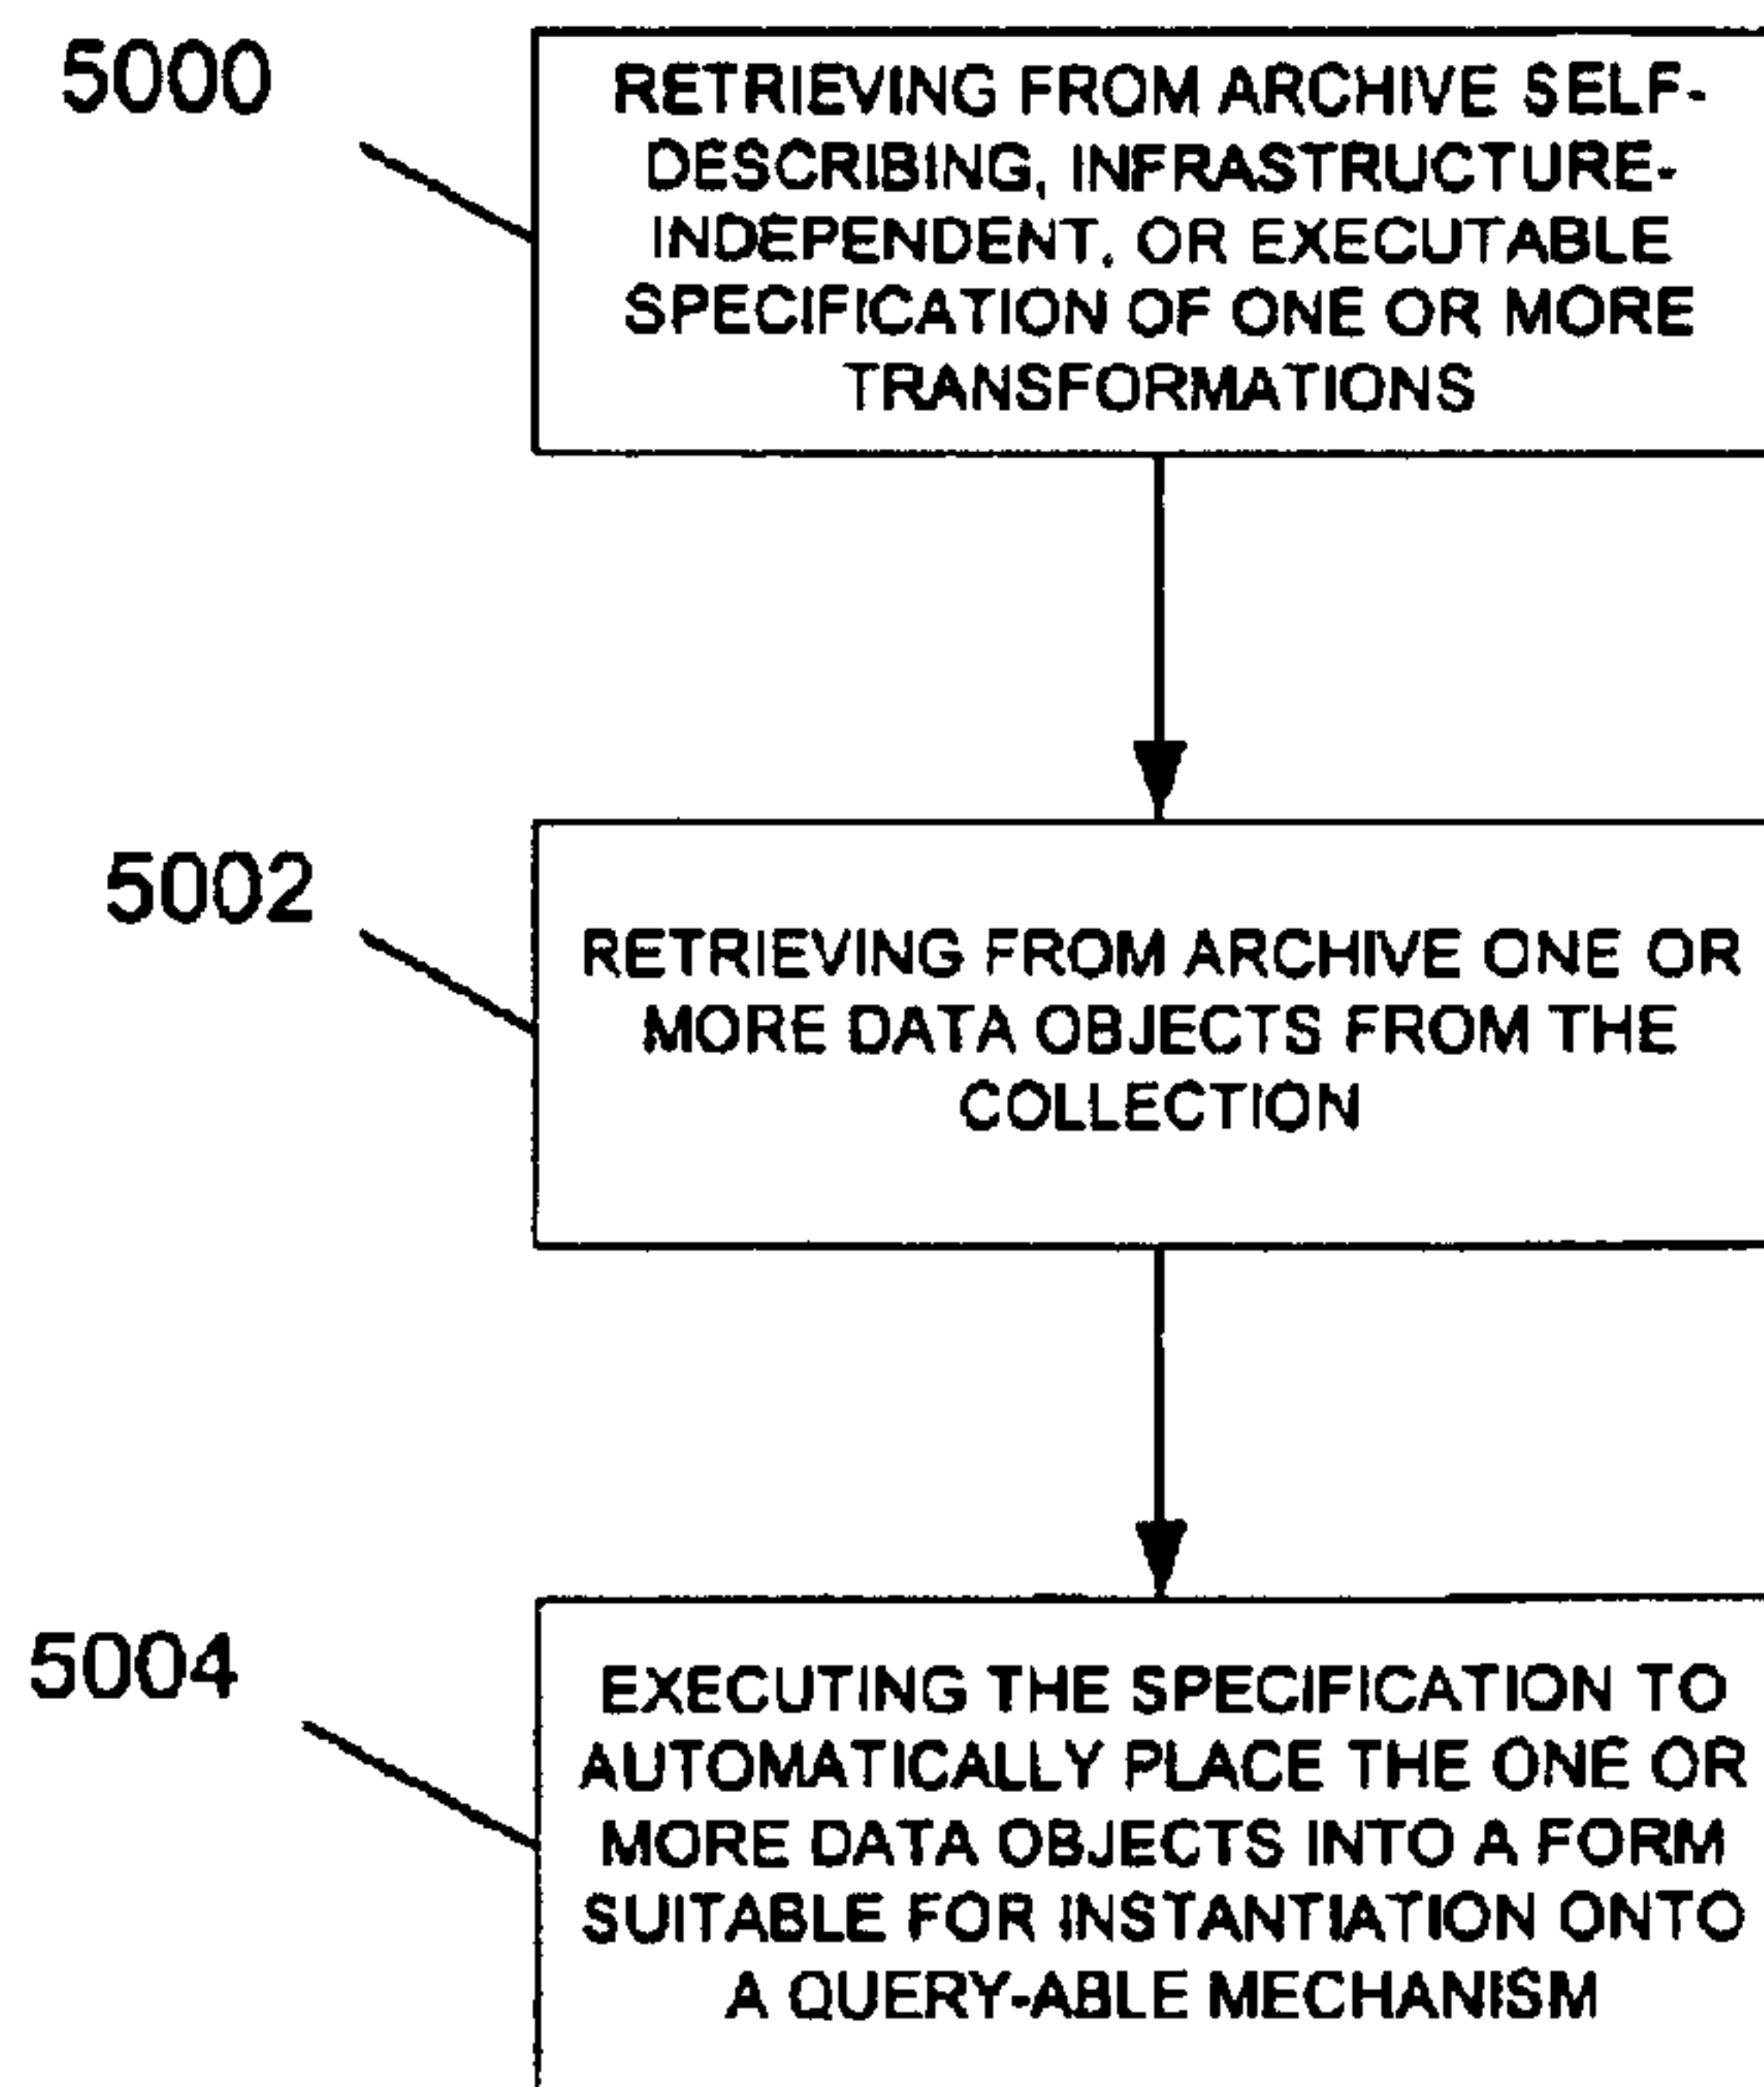 5000
RETRIEVING FROM ARCHIVE SELF-
DESCRIBING, INFRASTRUCTURE-
INDEPENDENT, OR EXECUTABLE
SPECIFICATION OF ONE OR MORE
TRANSFORMATIONS
5002
RETRIEVING FROM ARCHIVE ONE OR
MORE DATA OBJECTS FROM THE
COLLECTION
5004
EXECUTING THE SPECIFICATION TO
AUTOMATICALLY PLACE THE ONE OR
MORE DATA OBJECTS INTO A FORM
SUITABLE FOR INSTANTIATION ONTO
A QUERY-ABLE MECHANISM